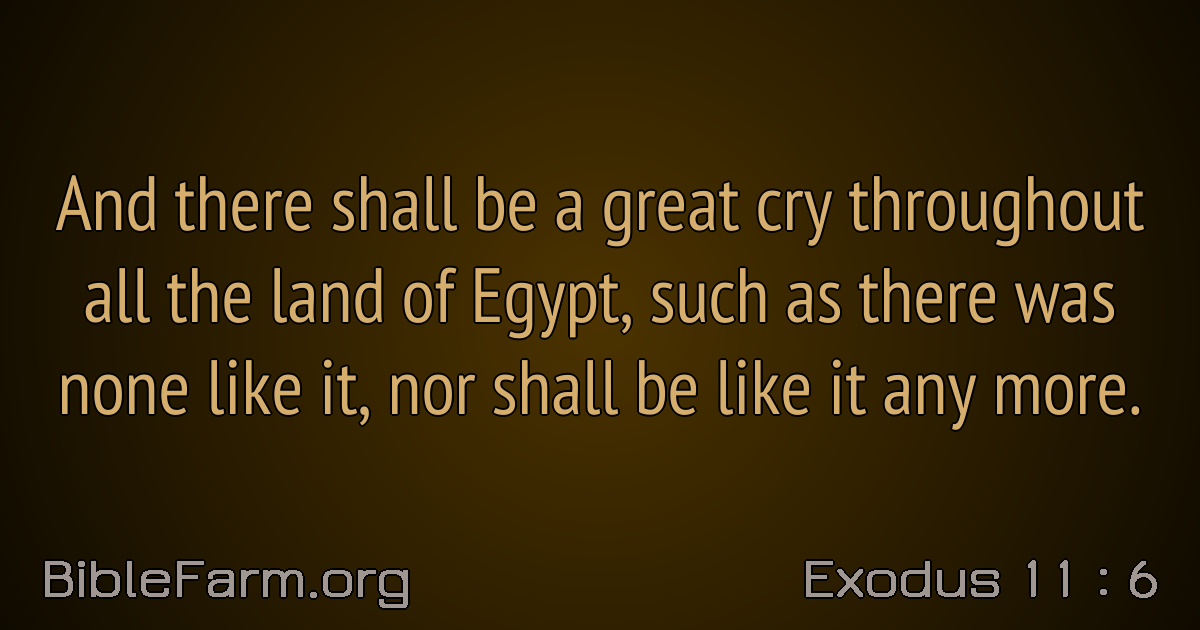 And there shall be a great cry throughout
all the land of Egypt, such as there was
none like it, nor shall be like it any more.
BibleFarm.org
Exodus 11 : 6